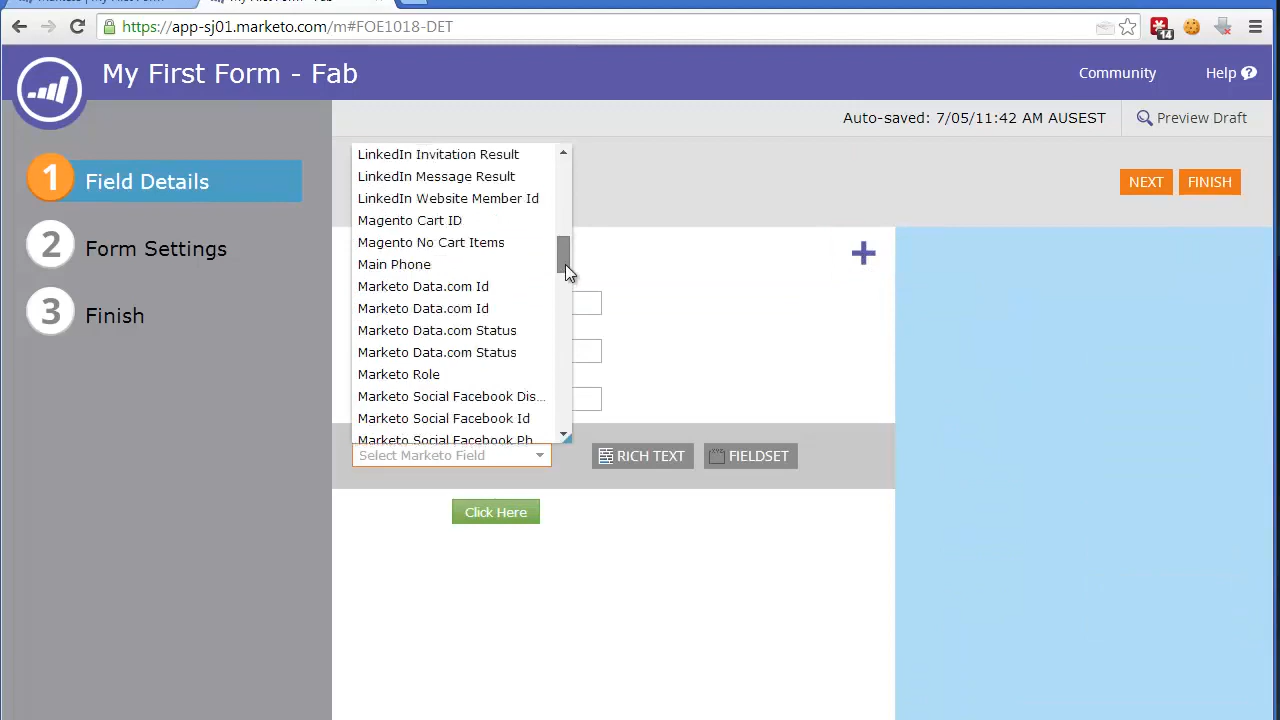 https://app-sj01.marketo.com/m#FOE1018-DET
14
My First Form - Fab
Community
Help ?
Auto-saved: 7/05/11:42 AM AUSEST
Preview Draft
1
Field Details
2
Form Settings
3
Finish
NEXT
FINISH
LinkedIn Invitation Result
LinkedIn Message Result
LinkedIn Website Member Id
Magento Cart ID
Magento No Cart Items
Main Phone
Marketo Data.com Id
Marketo Data.com Id
Marketo Data.com Status
Marketo Data.com Status
Marketo Role
Marketo Social Facebook Dis...
Marketo Social Facebook Id
Marketo Social Facebook Ph
Select Marketo Field
RICH TEXT
FIELDSET
Click Here